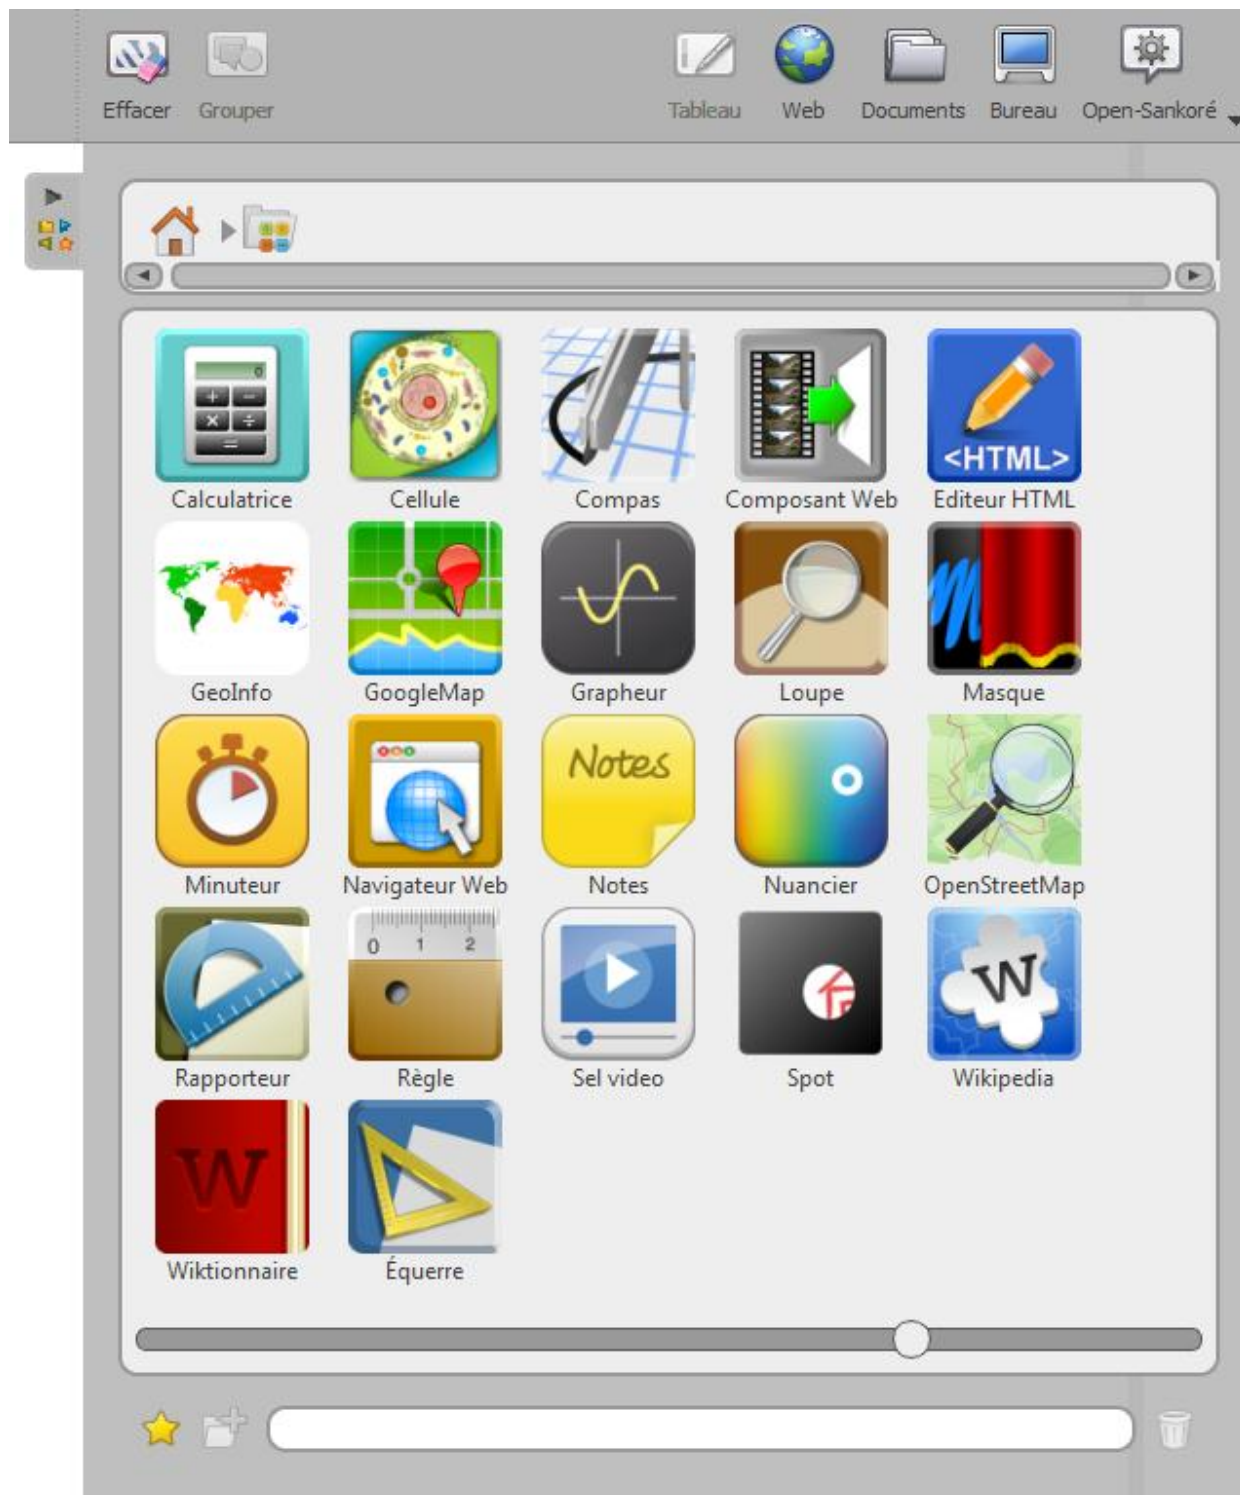 Effacer Grouper Tableau Web Documents Bureau Open-Sankoré
0
<HTML>
Calculatrice Cellule Compas Composant Web Editeur HTML
GeoInfo GoogleMap Grapheur Loupe Masque
Notes
Minuteur Navigateur Web Notes Nuancier OpenStreetMap
0 1 2
W
Rapporteur Règle Sel video Spot Wikipedia
W
Wiktionnaire Équerre